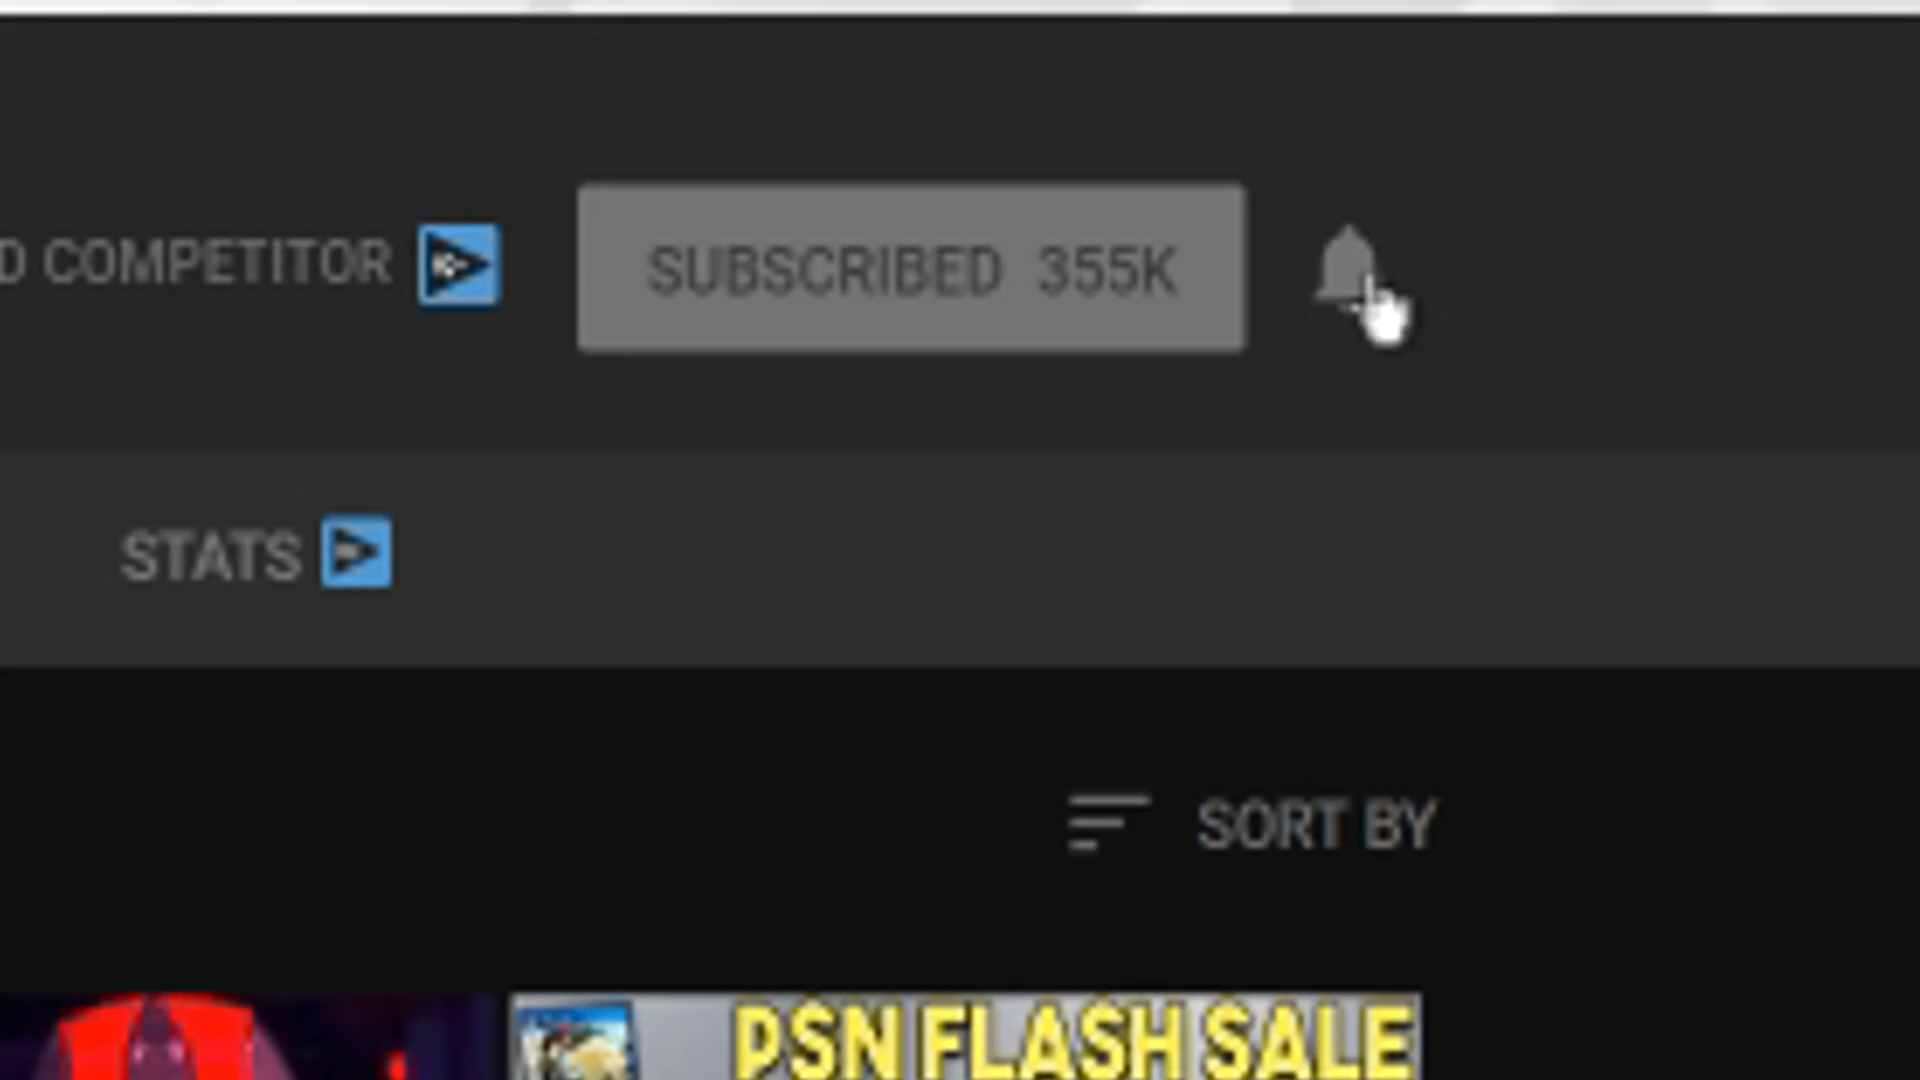 D COMPETITOR
SUBSCRIBED 355K
STATS
SORT BY
PSN FLASH SALE